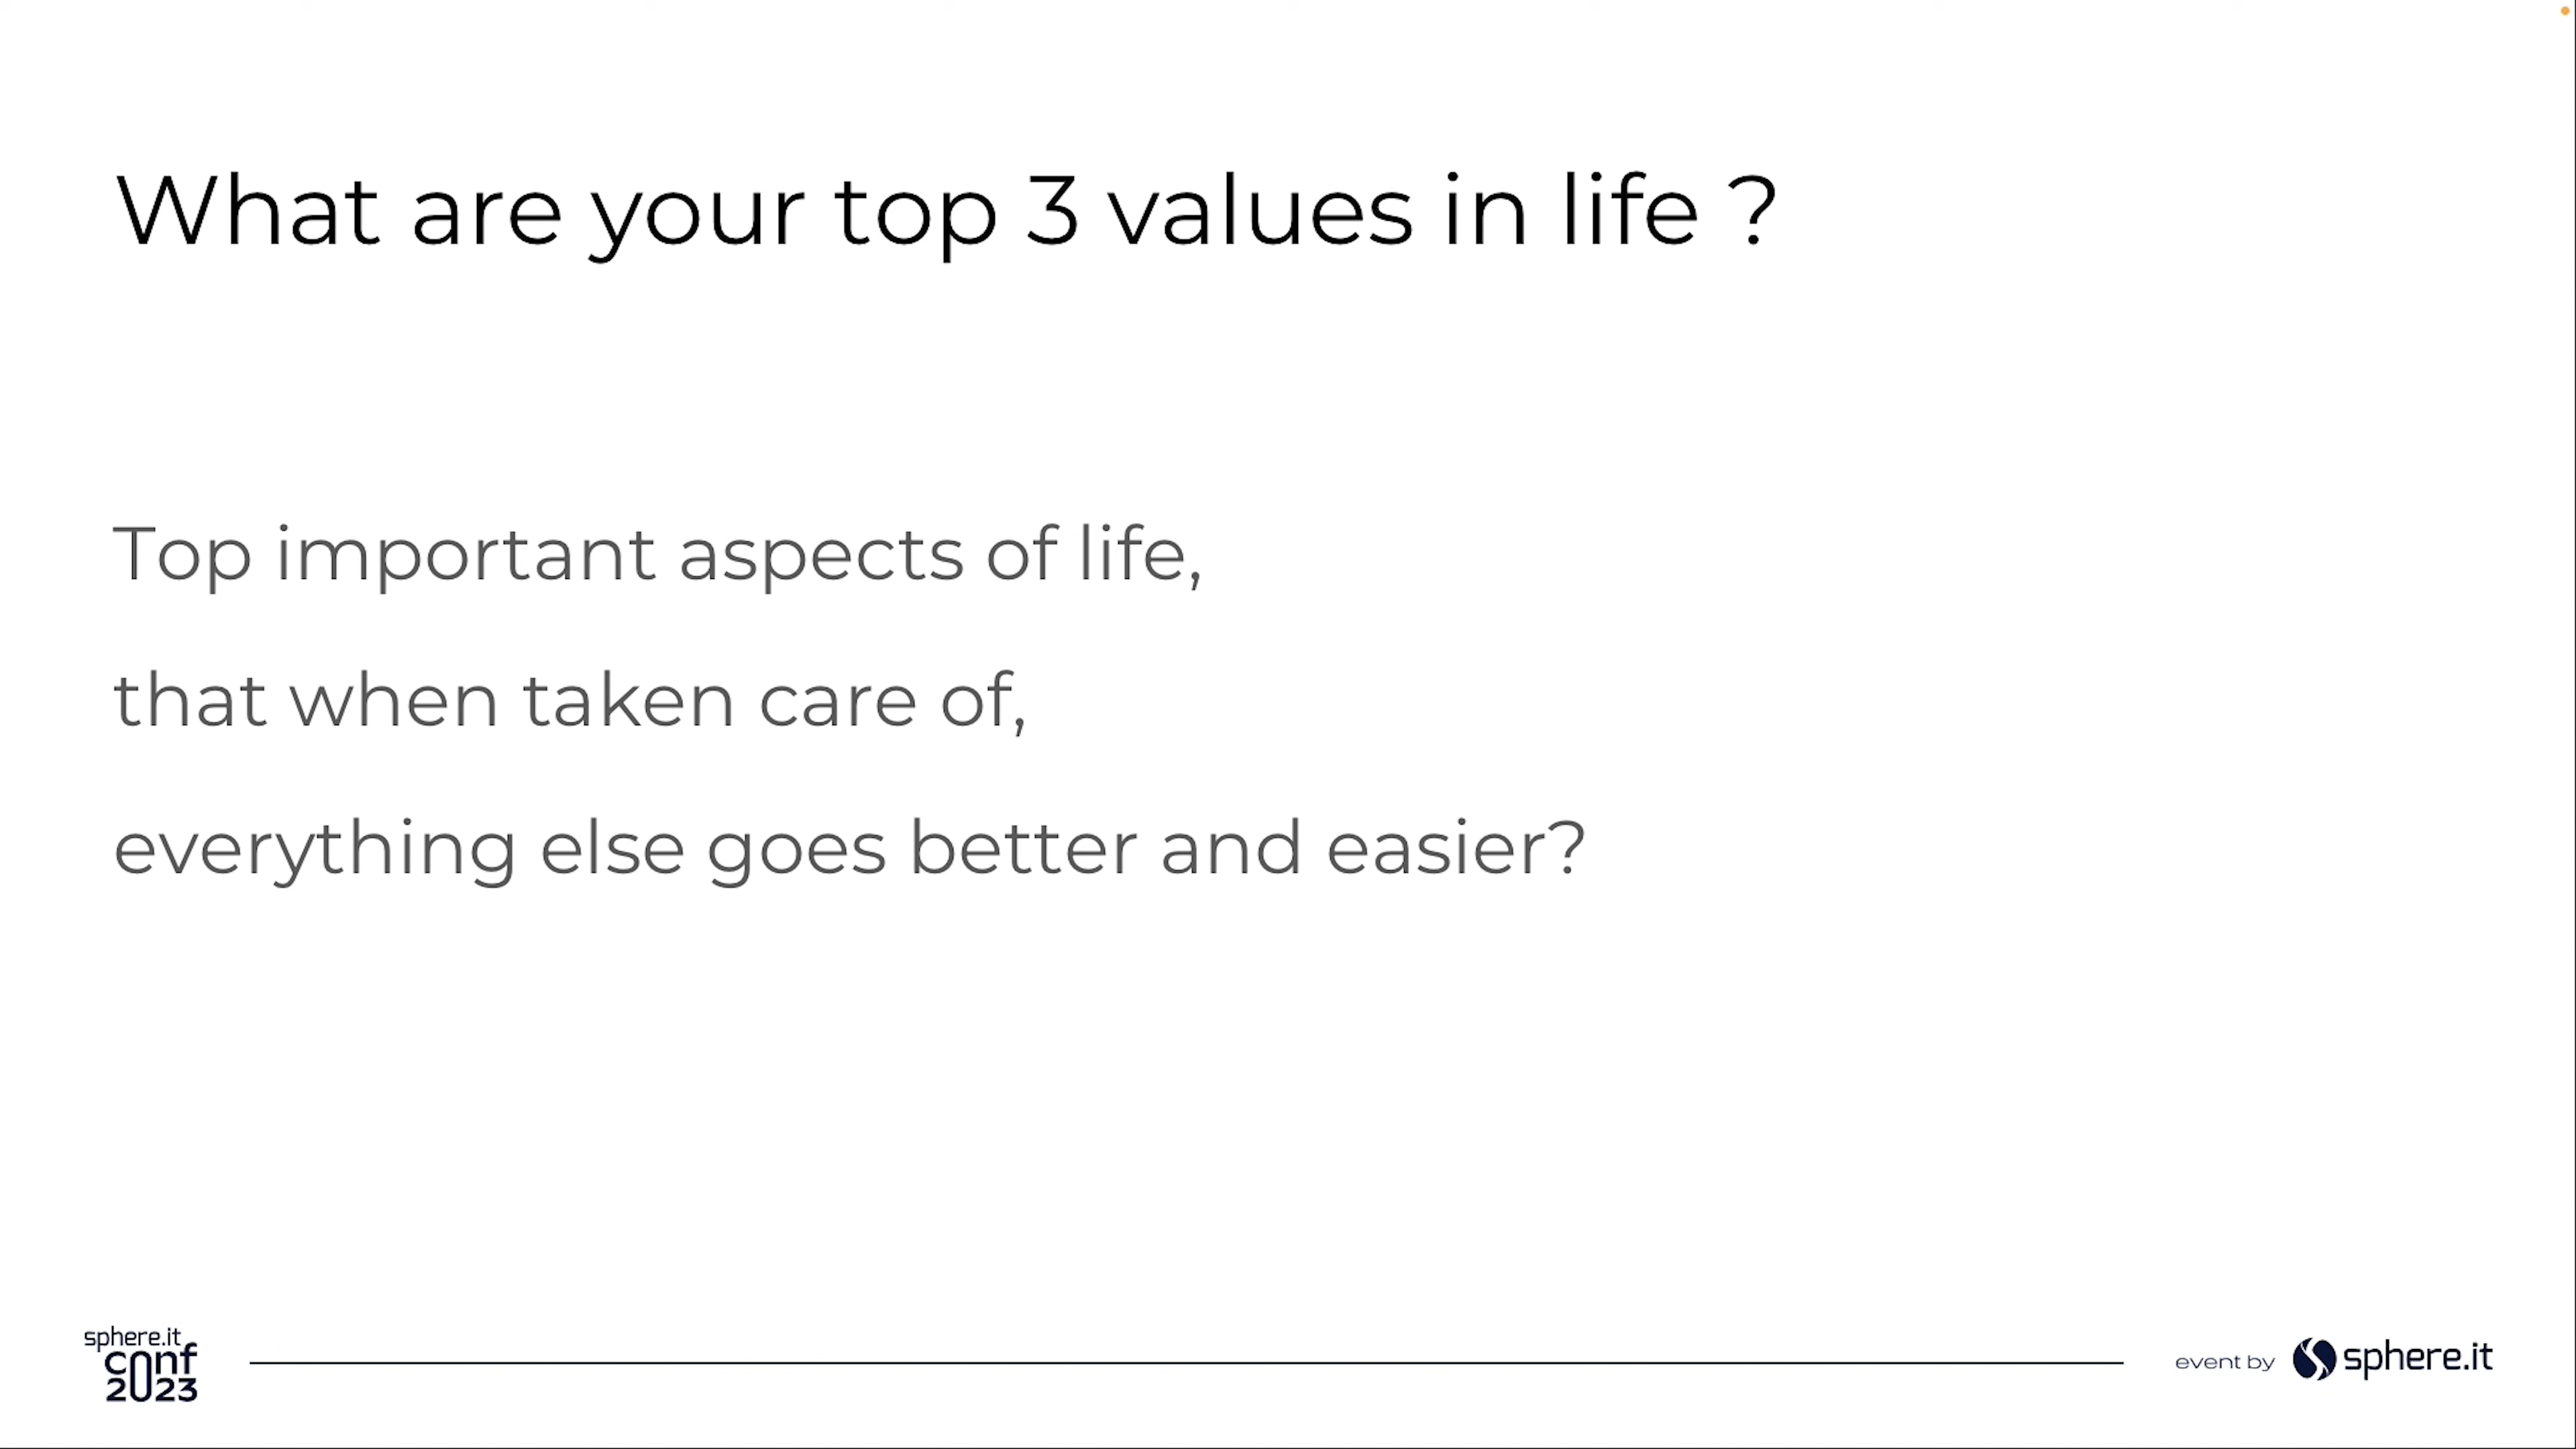 What are your top 3 values in life ?
Top important aspects of life,
that when taken care of,
everything else goes better and easier?
sphere.it
conf
2023
event by sphere.it